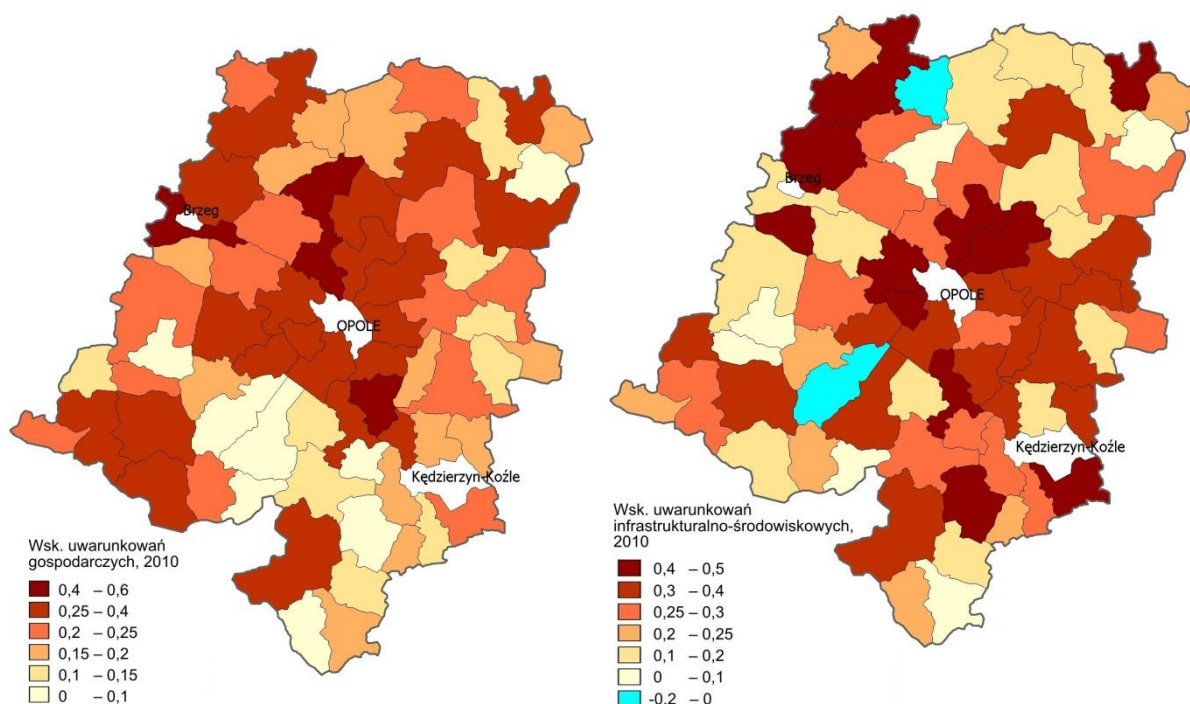 Brzeg
OPOLE
Kędzierzyn-Koźle
Wsk. uwarunkowań
gospodarczych, 2010
0,4 – 0,6
0,25 – 0,4
0,2 – 0,25
0,15 – 0,2
0,1 – 0,15
0 – 0,1
Brzeg
OPOLE
Kędzierzyn-Koźle
Wsk. uwarunkowań
infrastrukturalno-środowiskowych,
2010
0,4 – 0,5
0,3 – 0,4
0,25 – 0,3
0,2 – 0,25
0,1 – 0,2
0 – 0,1
-0,2 – 0